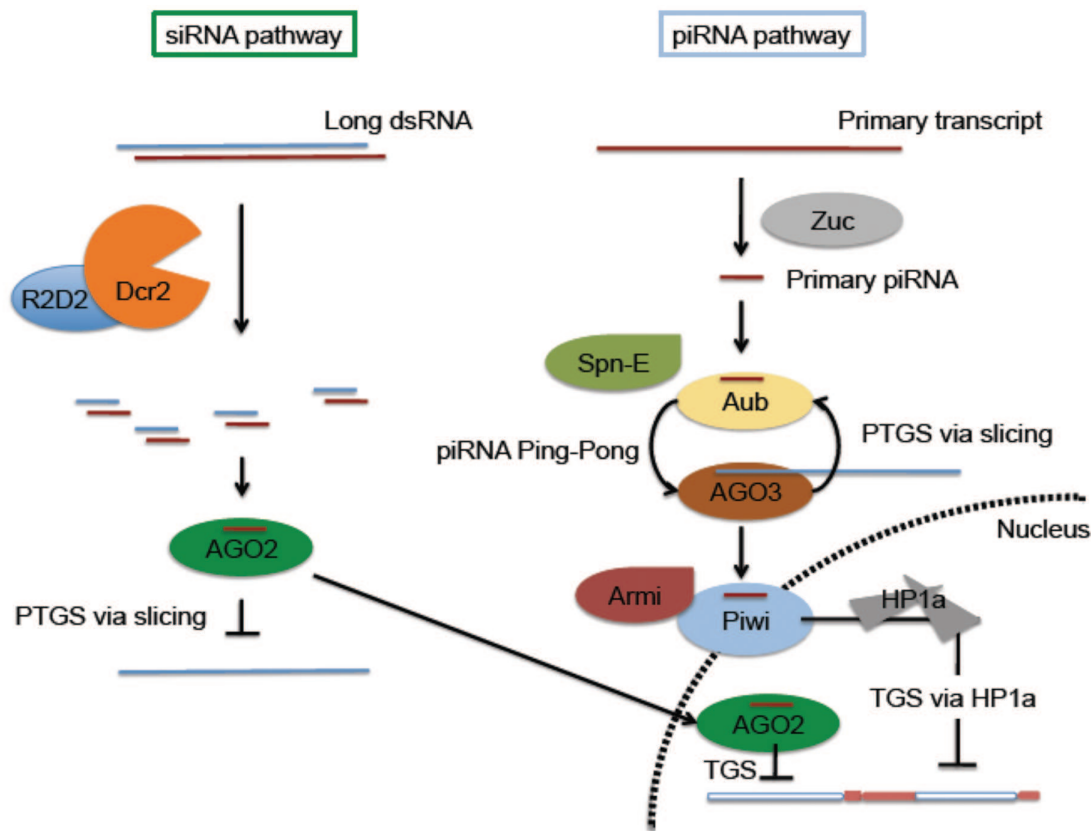 siRNA pathway
Long dsRNA
R2D2
Dcr2
AGO2
PTGS via slicing
piRNA pathway
Primary transcript
Zuc
Primary piRNA
Spn-E
Aub
piRNA Ping-Pong
PTGS via slicing
AGO3
Nucleus
Armi
Piwi
HP1a
TGS via HP1a
AGO2
TGS